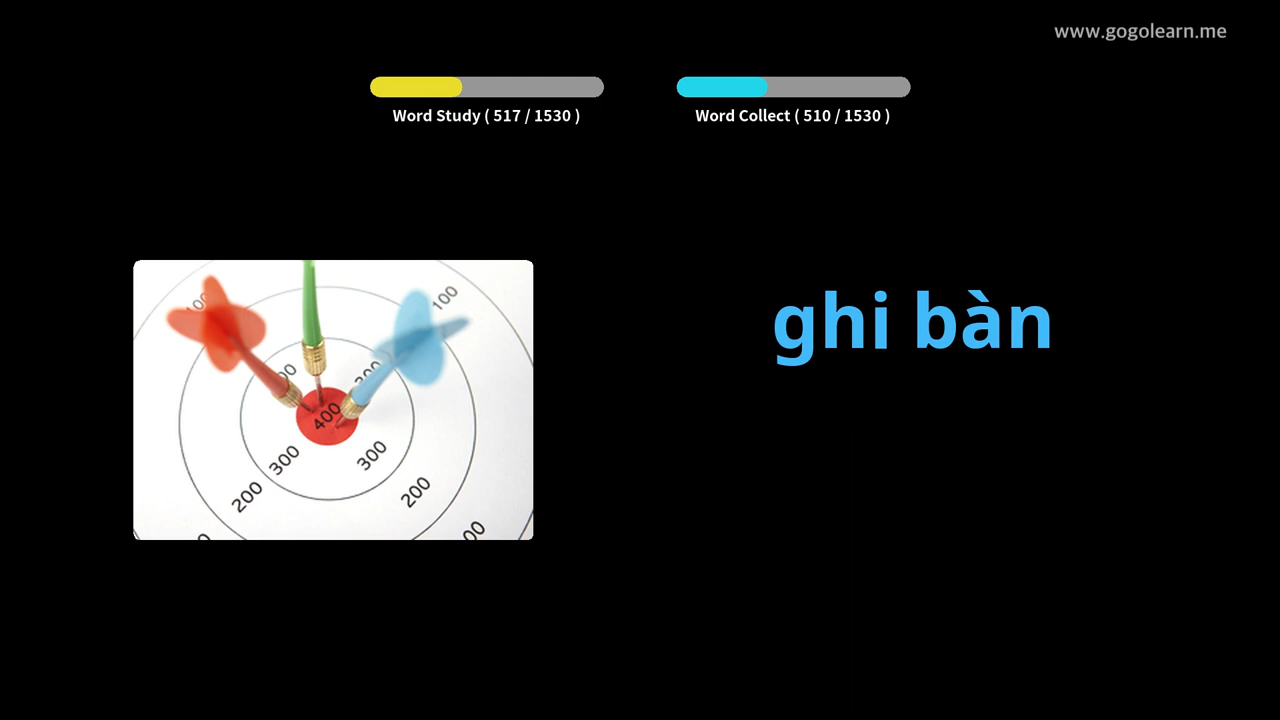 www.gogolearn.me
Word Study ( 517 / 1530 )
Word Collect ( 510 / 1530 )
ghi bàn
100
100
200
400
300
300
200
200